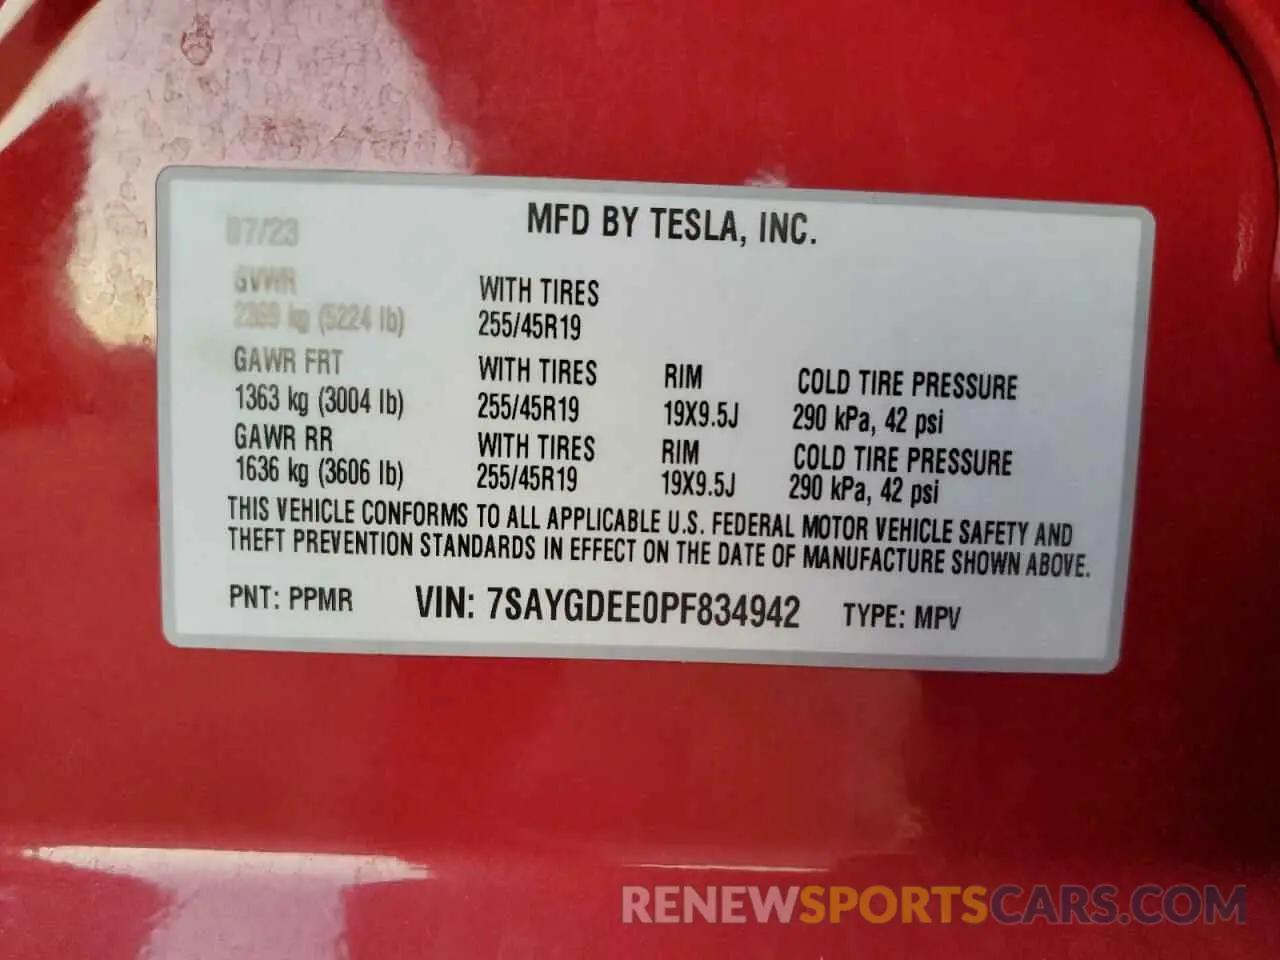 07/23
MFD BY TESLA, INC.
GVWR
2369 kg (5224 lb)
WITH TIRES
255/45R19
GAWR FRT
1363 kg (3004 lb)
WITH TIRES
255/45R19
RIM
19X9.5J
COLD TIRE PRESSURE
290 kPa, 42 psi
GAWR RR
1636 kg (3606 lb)
WITH TIRES
255/45R19
RIM
19X9.5J
COLD TIRE PRESSURE
290 kPa, 42 psi
THIS VEHICLE CONFORMS TO ALL APPLICABLE U.S. FEDERAL MOTOR VEHICLE SAFETY AND
THEFT PREVENTION STANDARDS IN EFFECT ON THE DATE OF MANUFACTURE SHOWN ABOVE.
PNT: PPMR
VIN: 7SAYGDEE0PF834942
TYPE: MPV
RENEWSPORTSCARS.COM